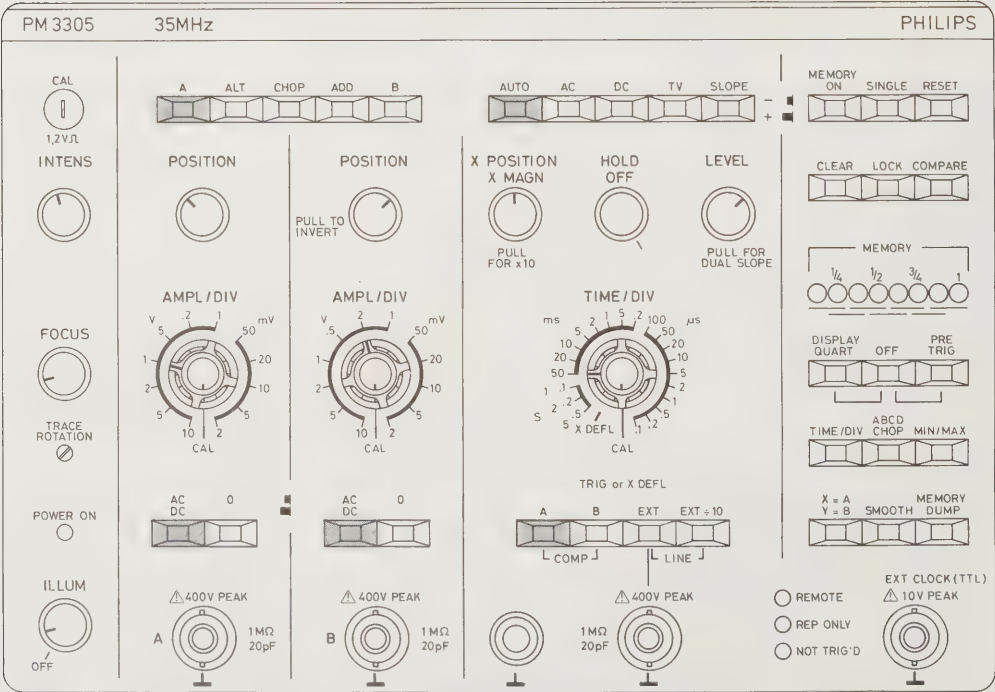 PM 3305 35MHz PHILIPS
CAL
1,2V
INTENS
FOCUS
TRACE
ROTATION
POWER ON
ILLUM
OFF
A ALT CHOP ADD B
POSITION
AMPL/DIV
V .2 .1 mV
.5 50
1 20
2 10
5 5
10 2
CAL
AC 0
DC
⚠ 400V PEAK
A 1MΩ
20pF
POSITION
PULL TO
INVERT
AMPL/DIV
V .2 .1 mV
.5 50
1 20
2 10
5 5
10 2
CAL
AC 0
DC
⚠ 400V PEAK
B 1MΩ
20pF
AUTO AC DC TV SLOPE
-
+
X POSITION
X MAGN
PULL
FOR x10
HOLD
OFF
LEVEL
PULL FOR
DUAL SLOPE
TIME/DIV
ms 5 2 1 .5 .2 100 µs
10 50
20 20
50 10
.1 5
.2 2
.5 1
S 1 2 5
X DEFL .1 .2 .5
CAL
TRIG or X DEFL
A B EXT EXT ÷ 10
COMP LINE
1MΩ
20pF
⚠ 400V PEAK
MEMORY
ON SINGLE RESET
CLEAR LOCK COMPARE
MEMORY
1/4 1/2 3/4 1
DISPLAY
QUART OFF PRE
TRIG
TIME/DIV ABCD
CHOP MIN/MAX
X = A
Y = B SMOOTH MEMORY
DUMP
REMOTE
REP ONLY
NOT TRIG'D
EXT CLOCK (TTL)
⚠ 10V PEAK